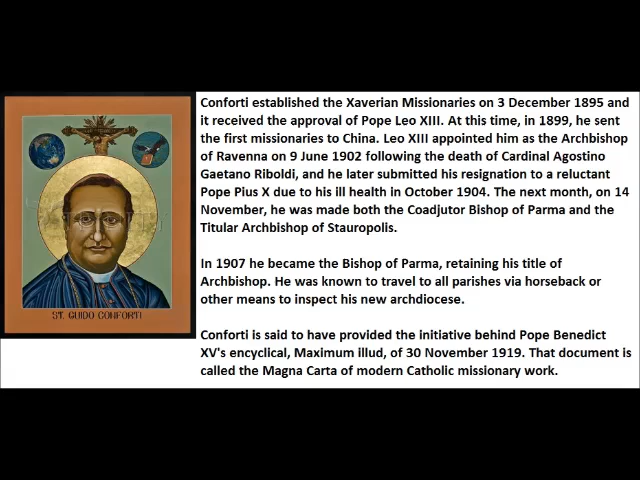 Conforti established the Xaverian Missionaries on 3 December 1895 and
it received the approval of Pope Leo XIII. At this time, in 1899, he sent
the first missionaries to China. Leo XIII appointed him as the Archbishop
of Ravenna on 9 June 1902 following the death of Cardinal Agostino
Gaetano Riboldi, and he later submitted his resignation to a reluctant
Pope Pius X due to his ill health in October 1904. The next month, on 14
November, he was made both the Coadjutor Bishop of Parma and the
Titular Archbishop of Stauropolis.
In 1907 he became the Bishop of Parma, retaining his title of
Archbishop. He was known to travel to all parishes via horseback or
other means to inspect his new archdiocese.
Conforti is said to have provided the initiative behind Pope Benedict
XV's encyclical, Maximum illud, of 30 November 1919. That document is
called the Magna Carta of modern Catholic missionary work.
ST. GUIDO CONFORTI